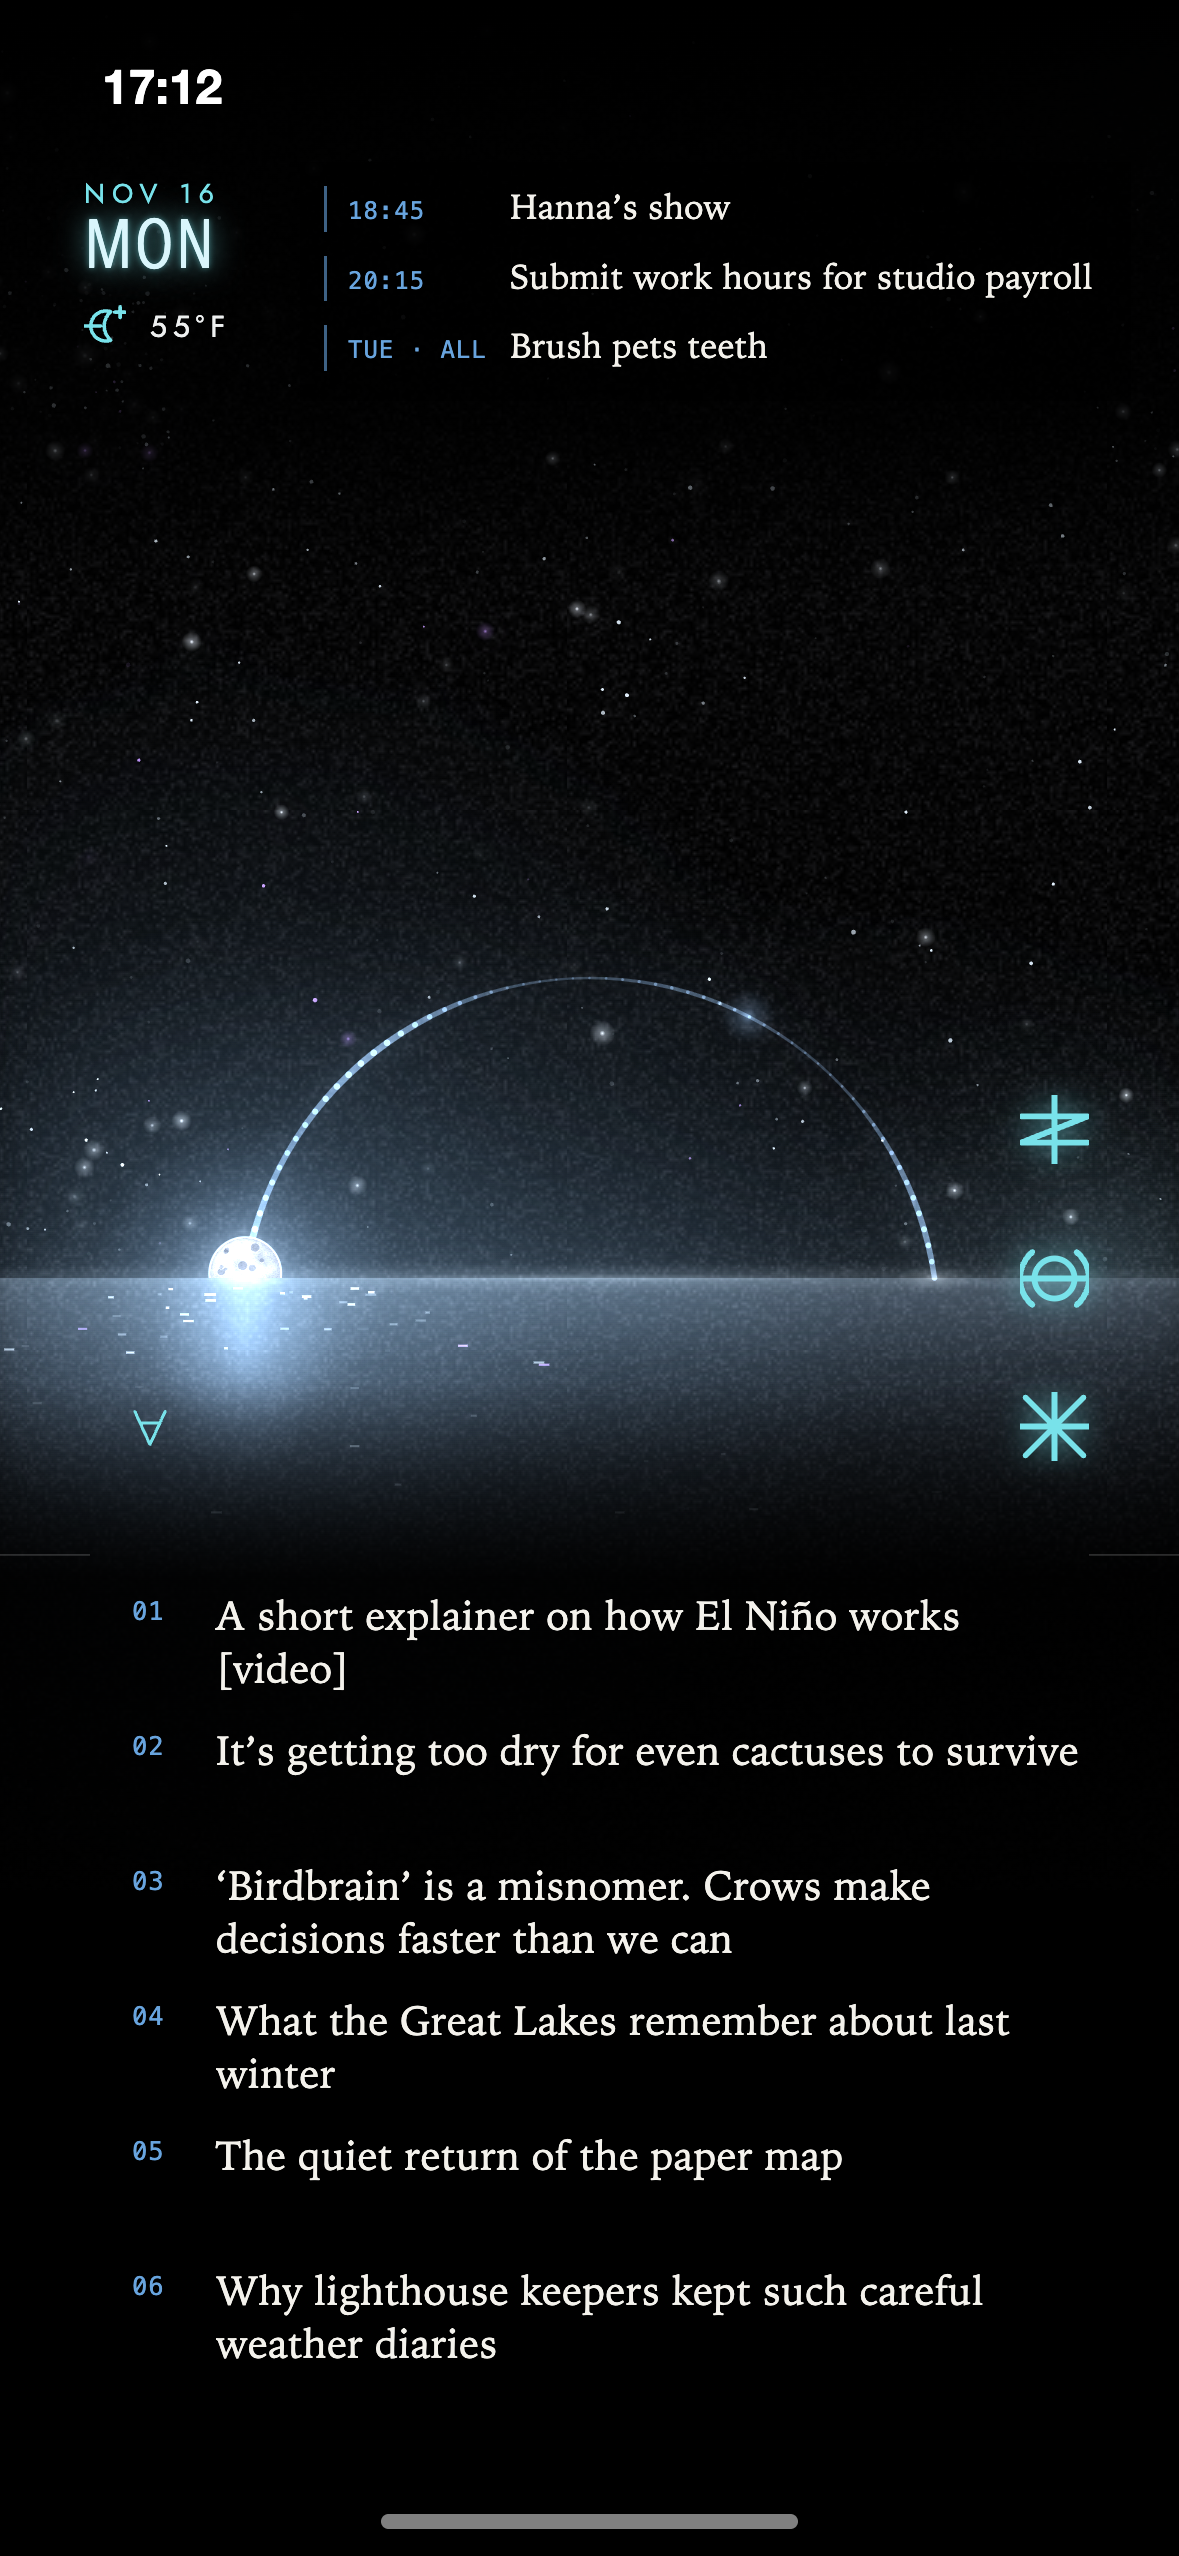 17:12
NOV 16
MON
55°F
18:45 Hanna’s show
20:15 Submit work hours for studio payroll
TUE · ALL Brush pets teeth
01 A short explainer on how El Niño works
[video]
02 It’s getting too dry for even cactuses to survive
03 ‘Birdbrain’ is a misnomer. Crows make
decisions faster than we can
04 What the Great Lakes remember about last
winter
05 The quiet return of the paper map
06 Why lighthouse keepers kept such careful
weather diaries